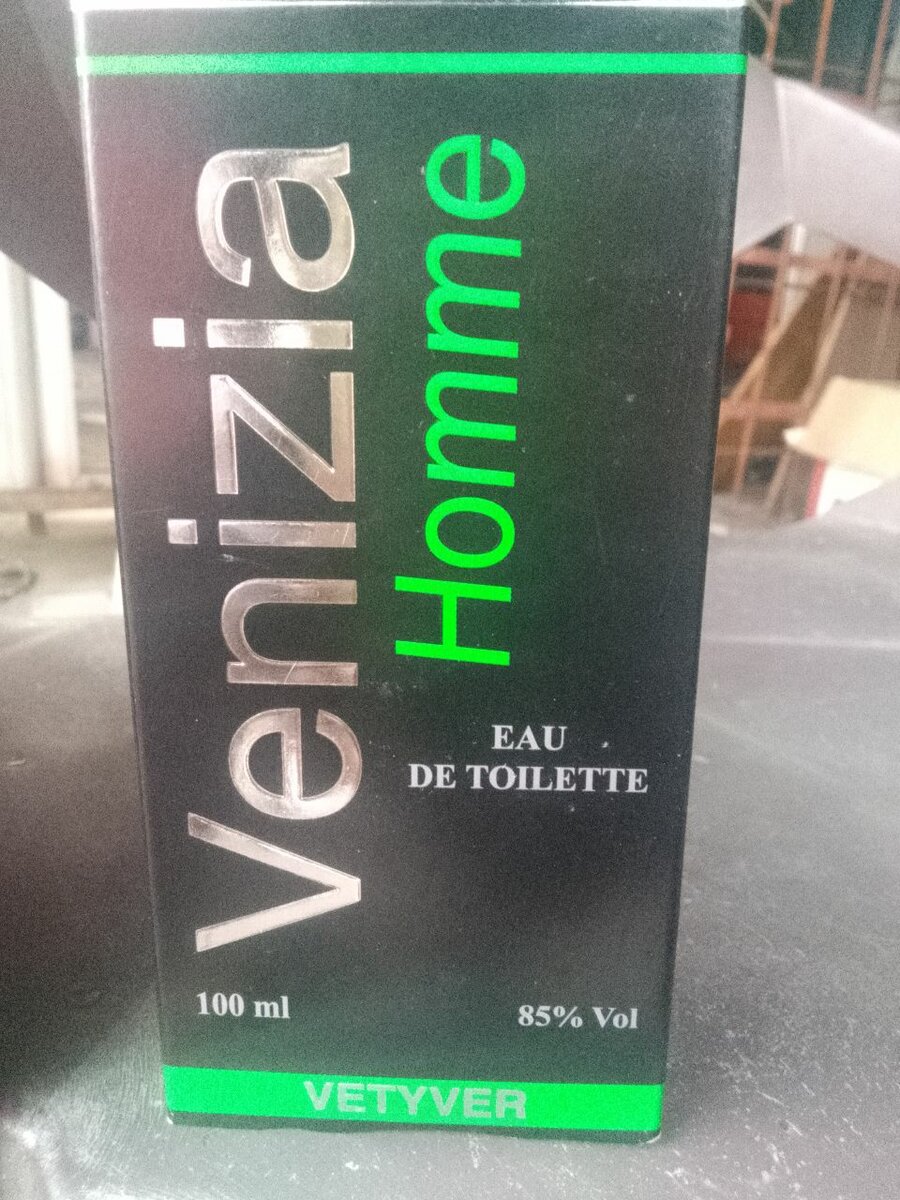 Venizia
Homme
EAU
DE TOILETTE
100 ml
85% Vol
VETYVER